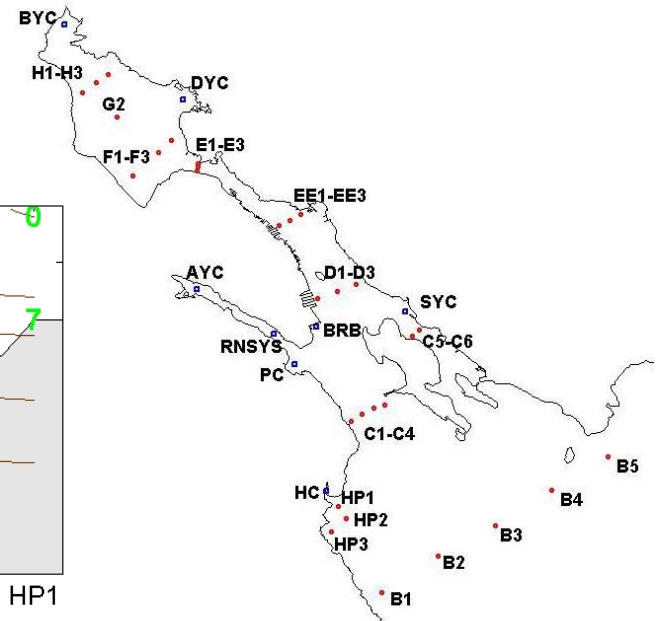 BYC
H1-H3
DYC
G2
E1-E3
F1-F3
EE1-EE3
0
AYC
D1-D3
SYC
7
BRB
RNSYS
C5-C6
PC
C1-C4
B5
HC
HP1
B4
HP2
B3
HP3
B2
HP1
B1